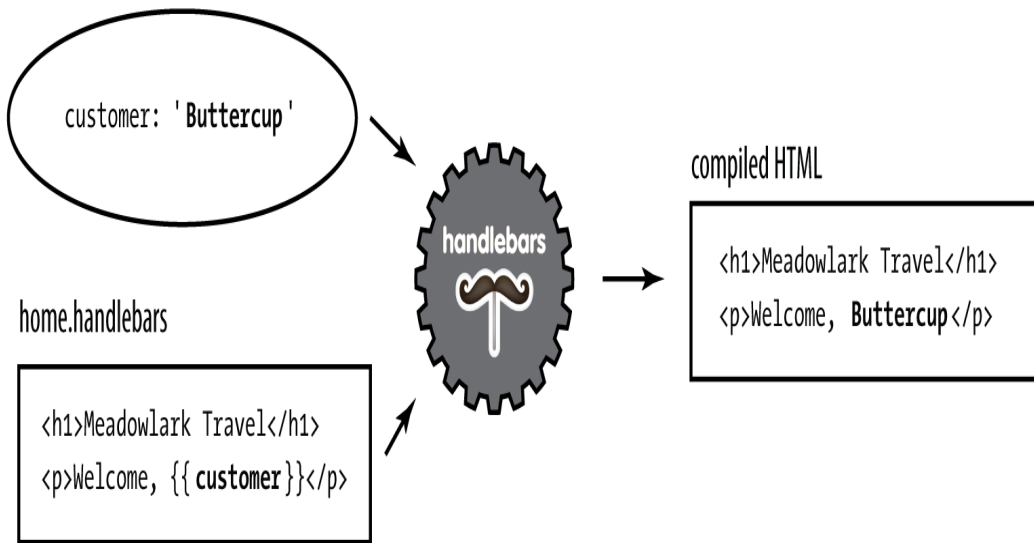 customer: 'Buttercup'
home.handlebars
<h1>Meadowlark Travel</h1>
<p>Welcome, {{customer}}</p>
handlebars
compiled HTML
<h1>Meadowlark Travel</h1>
<p>Welcome, Buttercup</p>